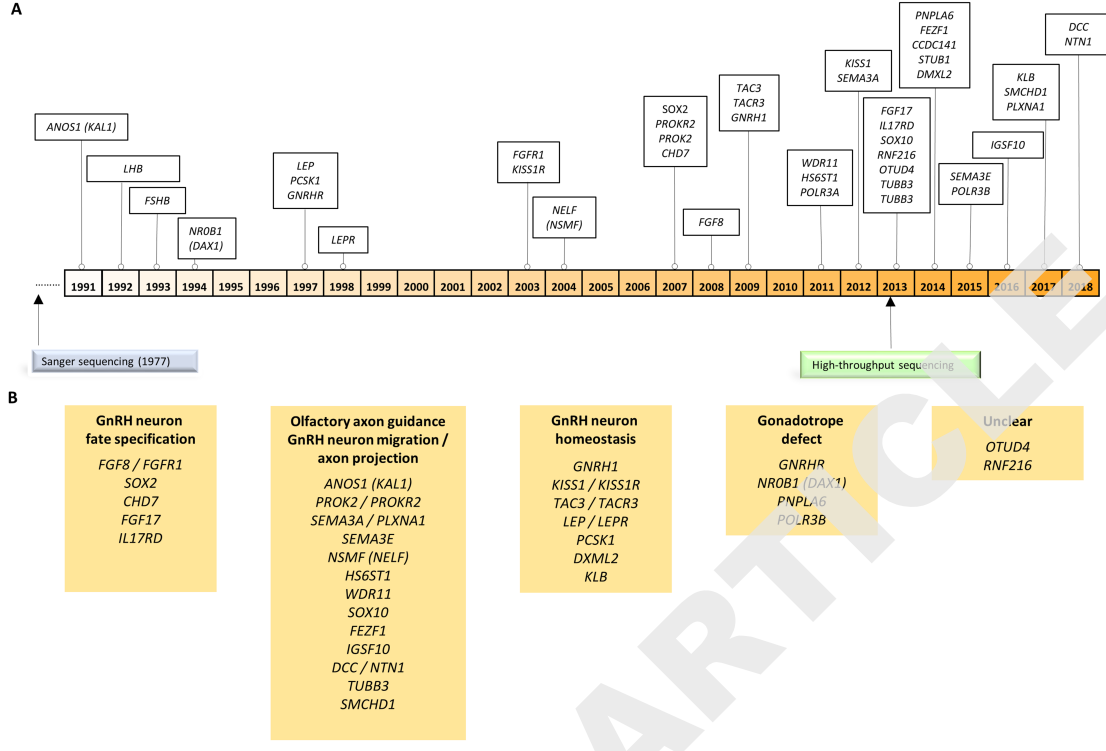 A
ANOS1 (KAL1)
LHB
FSHB
NR0B1
(DAX1)
LEP
PCSK1
GNRHR
LEPR
FGFR1
KISS1R
NELF
(NSMF)
SOX2
PROKR2
PROK2
CHD7
FGF8
TAC3
TACR3
GNRH1
WDR11
HS6ST1
POLR3A
KISS1
SEMA3A
FGF17
IL17RD
SOX10
RNF216
OTUD4
TUBB3
TUBB3
PNPLA6
FEZF1
CCDC141
STUB1
DMXL2
SEMA3E
POLR3B
IGSF10
KLB
SMCHD1
PLXNA1
DCC
NTN1
1991 1992 1993 1994 1995 1996 1997 1998 1999 2000 2001 2002 2003 2004 2005 2006 2007 2008 2009 2010 2011 2012 2013 2014 2015 2016 2017 2018
Sanger sequencing (1977)
High-throughput sequencing
B
GnRH neuron
fate specification
FGF8 / FGFR1
SOX2
CHD7
FGF17
IL17RD
Olfactory axon guidance
GnRH neuron migration /
axon projection
ANOS1 (KAL1)
PROK2 / PROKR2
SEMA3A / PLXNA1
SEMA3E
NSMF (NELF)
HS6ST1
WDR11
SOX10
FEZF1
IGSF10
DCC / NTN1
TUBB3
SMCHD1
GnRH neuron
homeostasis
GNRH1
KISS1 / KISS1R
TAC3 / TACR3
LEP / LEPR
PCSK1
DXML2
KLB
Gonadotrope
defect
GNRHR
NR0B1 (DAX1)
PNPLA6
POLR3B
Unclear
OTUD4
RNF216
ARTICLE